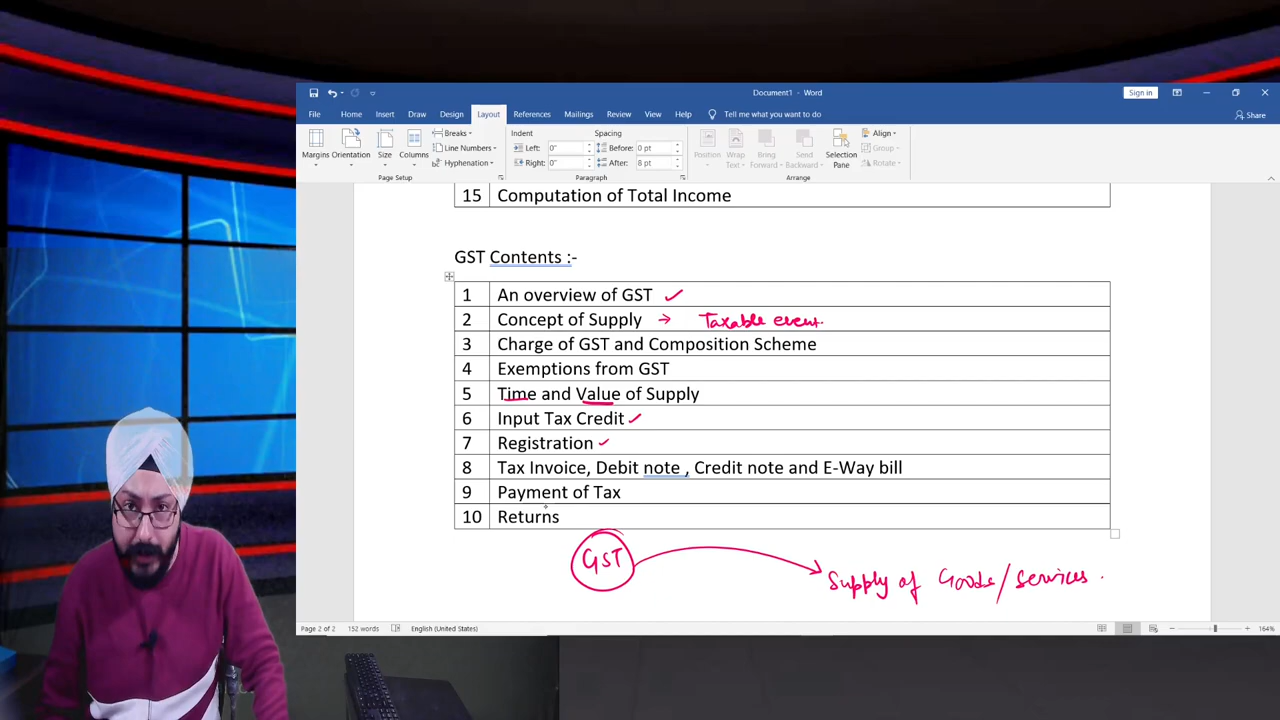 Document1 - Word
Sign in
File Home Insert Draw Design Layout References Mailings Review View Help Tell me what you want to do
Share
Margins Orientation Size Columns
Breaks
Line Numbers
Hyphenation
Page Setup
Indent
Left: 0"
Right: 0"
Spacing
Before: 0 pt
After: 8 pt
Paragraph
Position Wrap Text Bring Forward Send Backward Selection Pane
Align
Group
Rotate
Arrange
15 Computation of Total Income
GST Contents :-
1 An overview of GST
2 Concept of Supply → Taxable event.
3 Charge of GST and Composition Scheme
4 Exemptions from GST
5 Time and Value of Supply
6 Input Tax Credit
7 Registration
8 Tax Invoice, Debit note , Credit note and E-Way bill
9 Payment of Tax
10 Returns
GST
Supply of Goods/Services.
Page 2 of 2 152 words English (United States) 164%